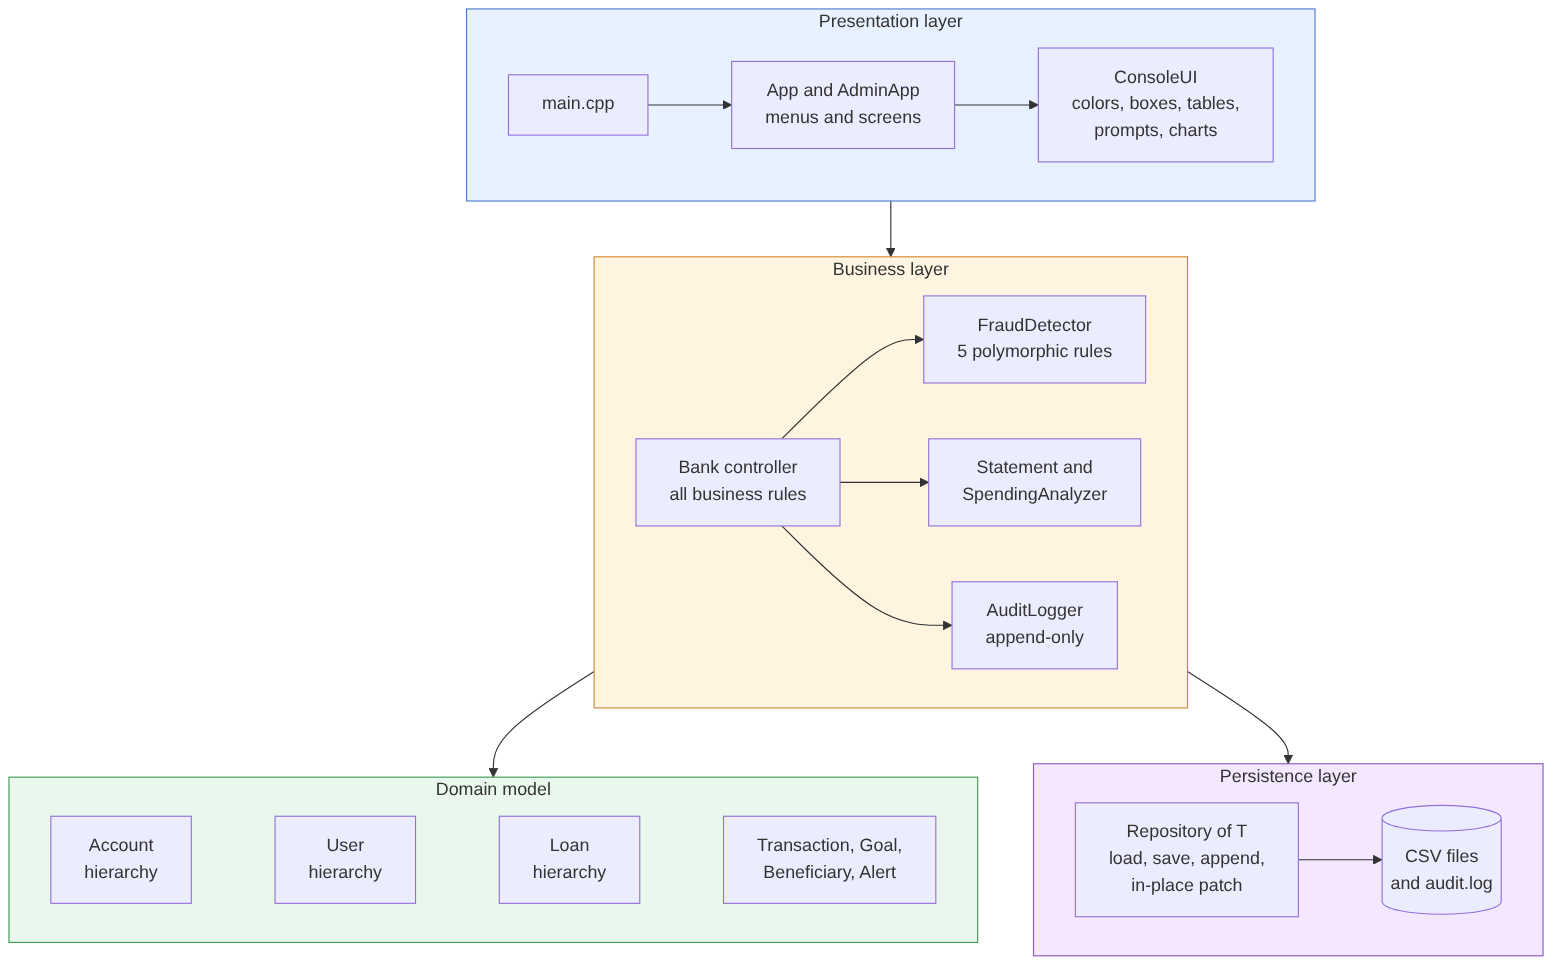 Presentation layer
main.cpp
App and AdminApp
menus and screens
ConsoleUI
colors, boxes, tables,
prompts, charts
Business layer
FraudDetector
5 polymorphic rules
Bank controller
all business rules
Statement and
SpendingAnalyzer
AuditLogger
append-only
Domain model
Account
hierarchy
User
hierarchy
Loan
hierarchy
Transaction, Goal,
Beneficiary, Alert
Persistence layer
Repository of T
load, save, append,
in-place patch
CSV files
and audit.log